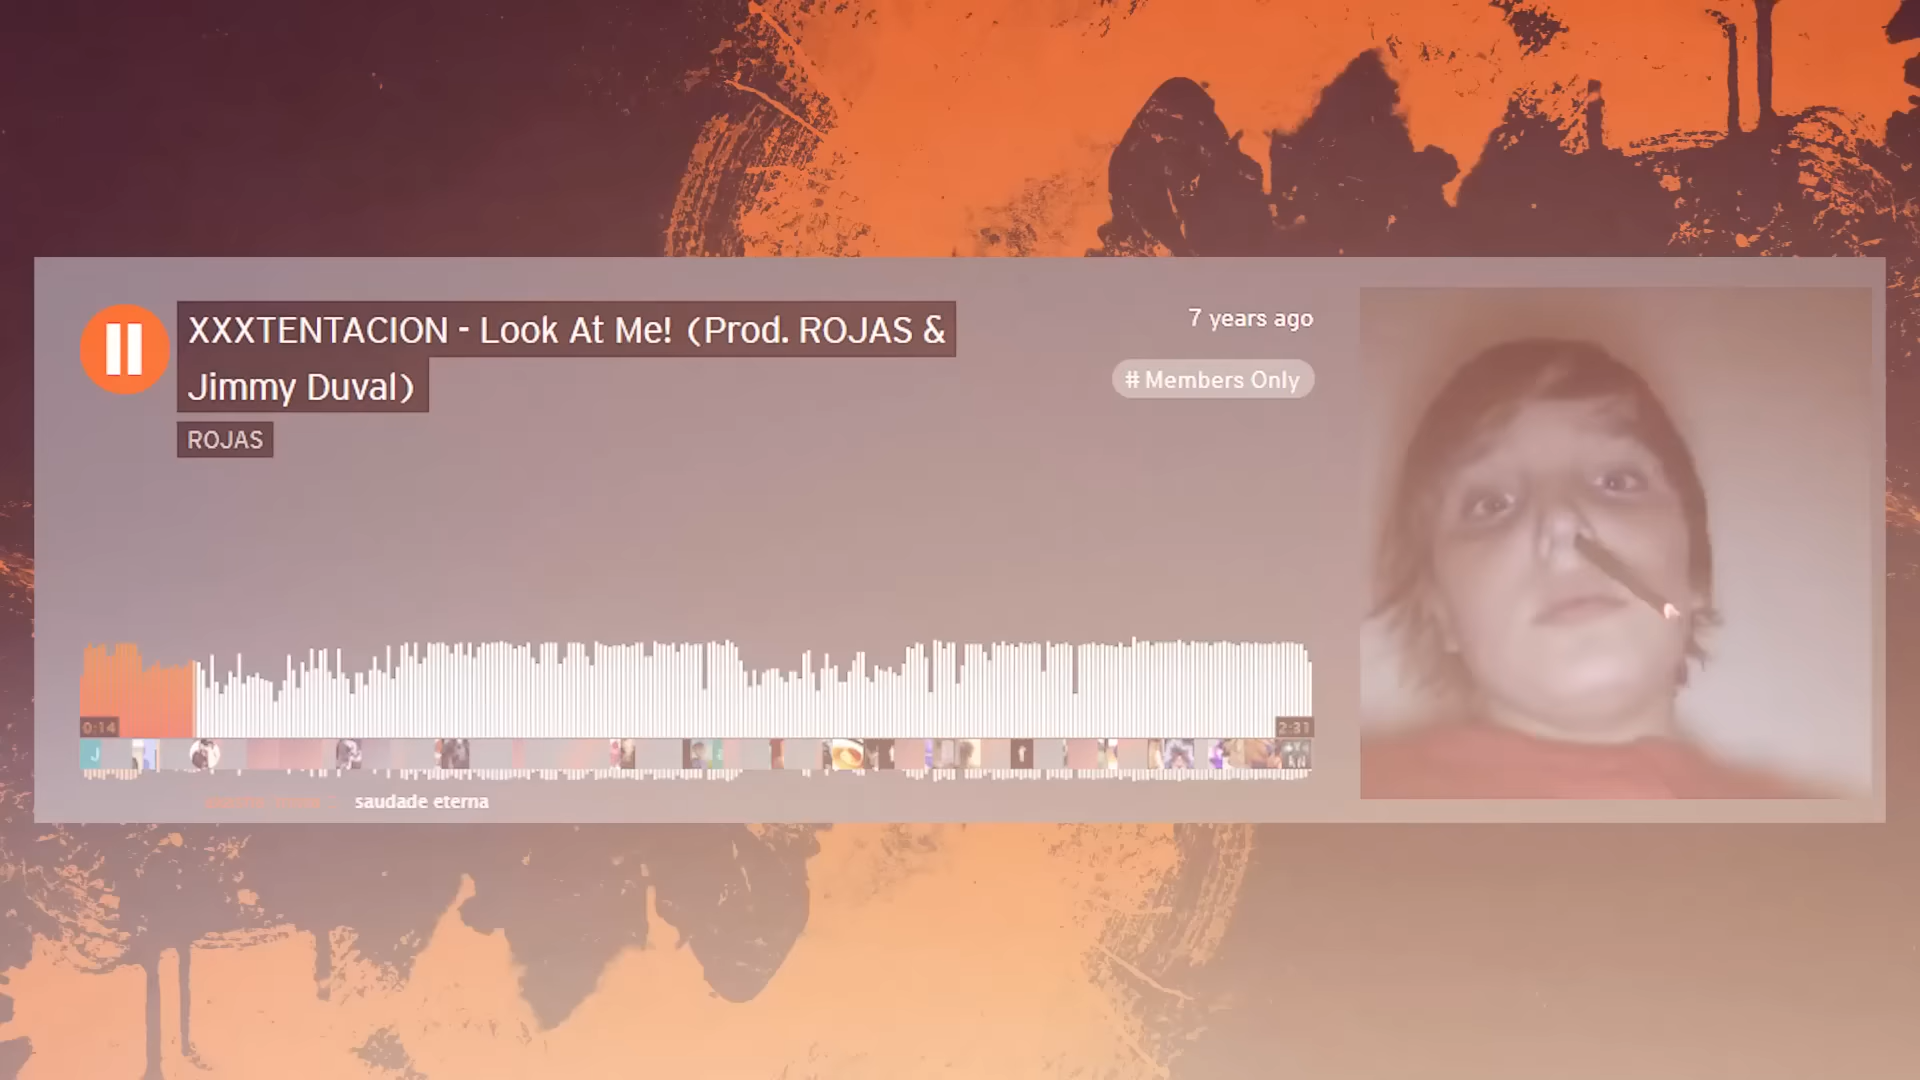 XXXTENTACION - Look At Me! (Prod. ROJAS &
Jimmy Duval)
ROJAS
7 years ago
# Members Only
0:14
2:31
J
saudade eterna